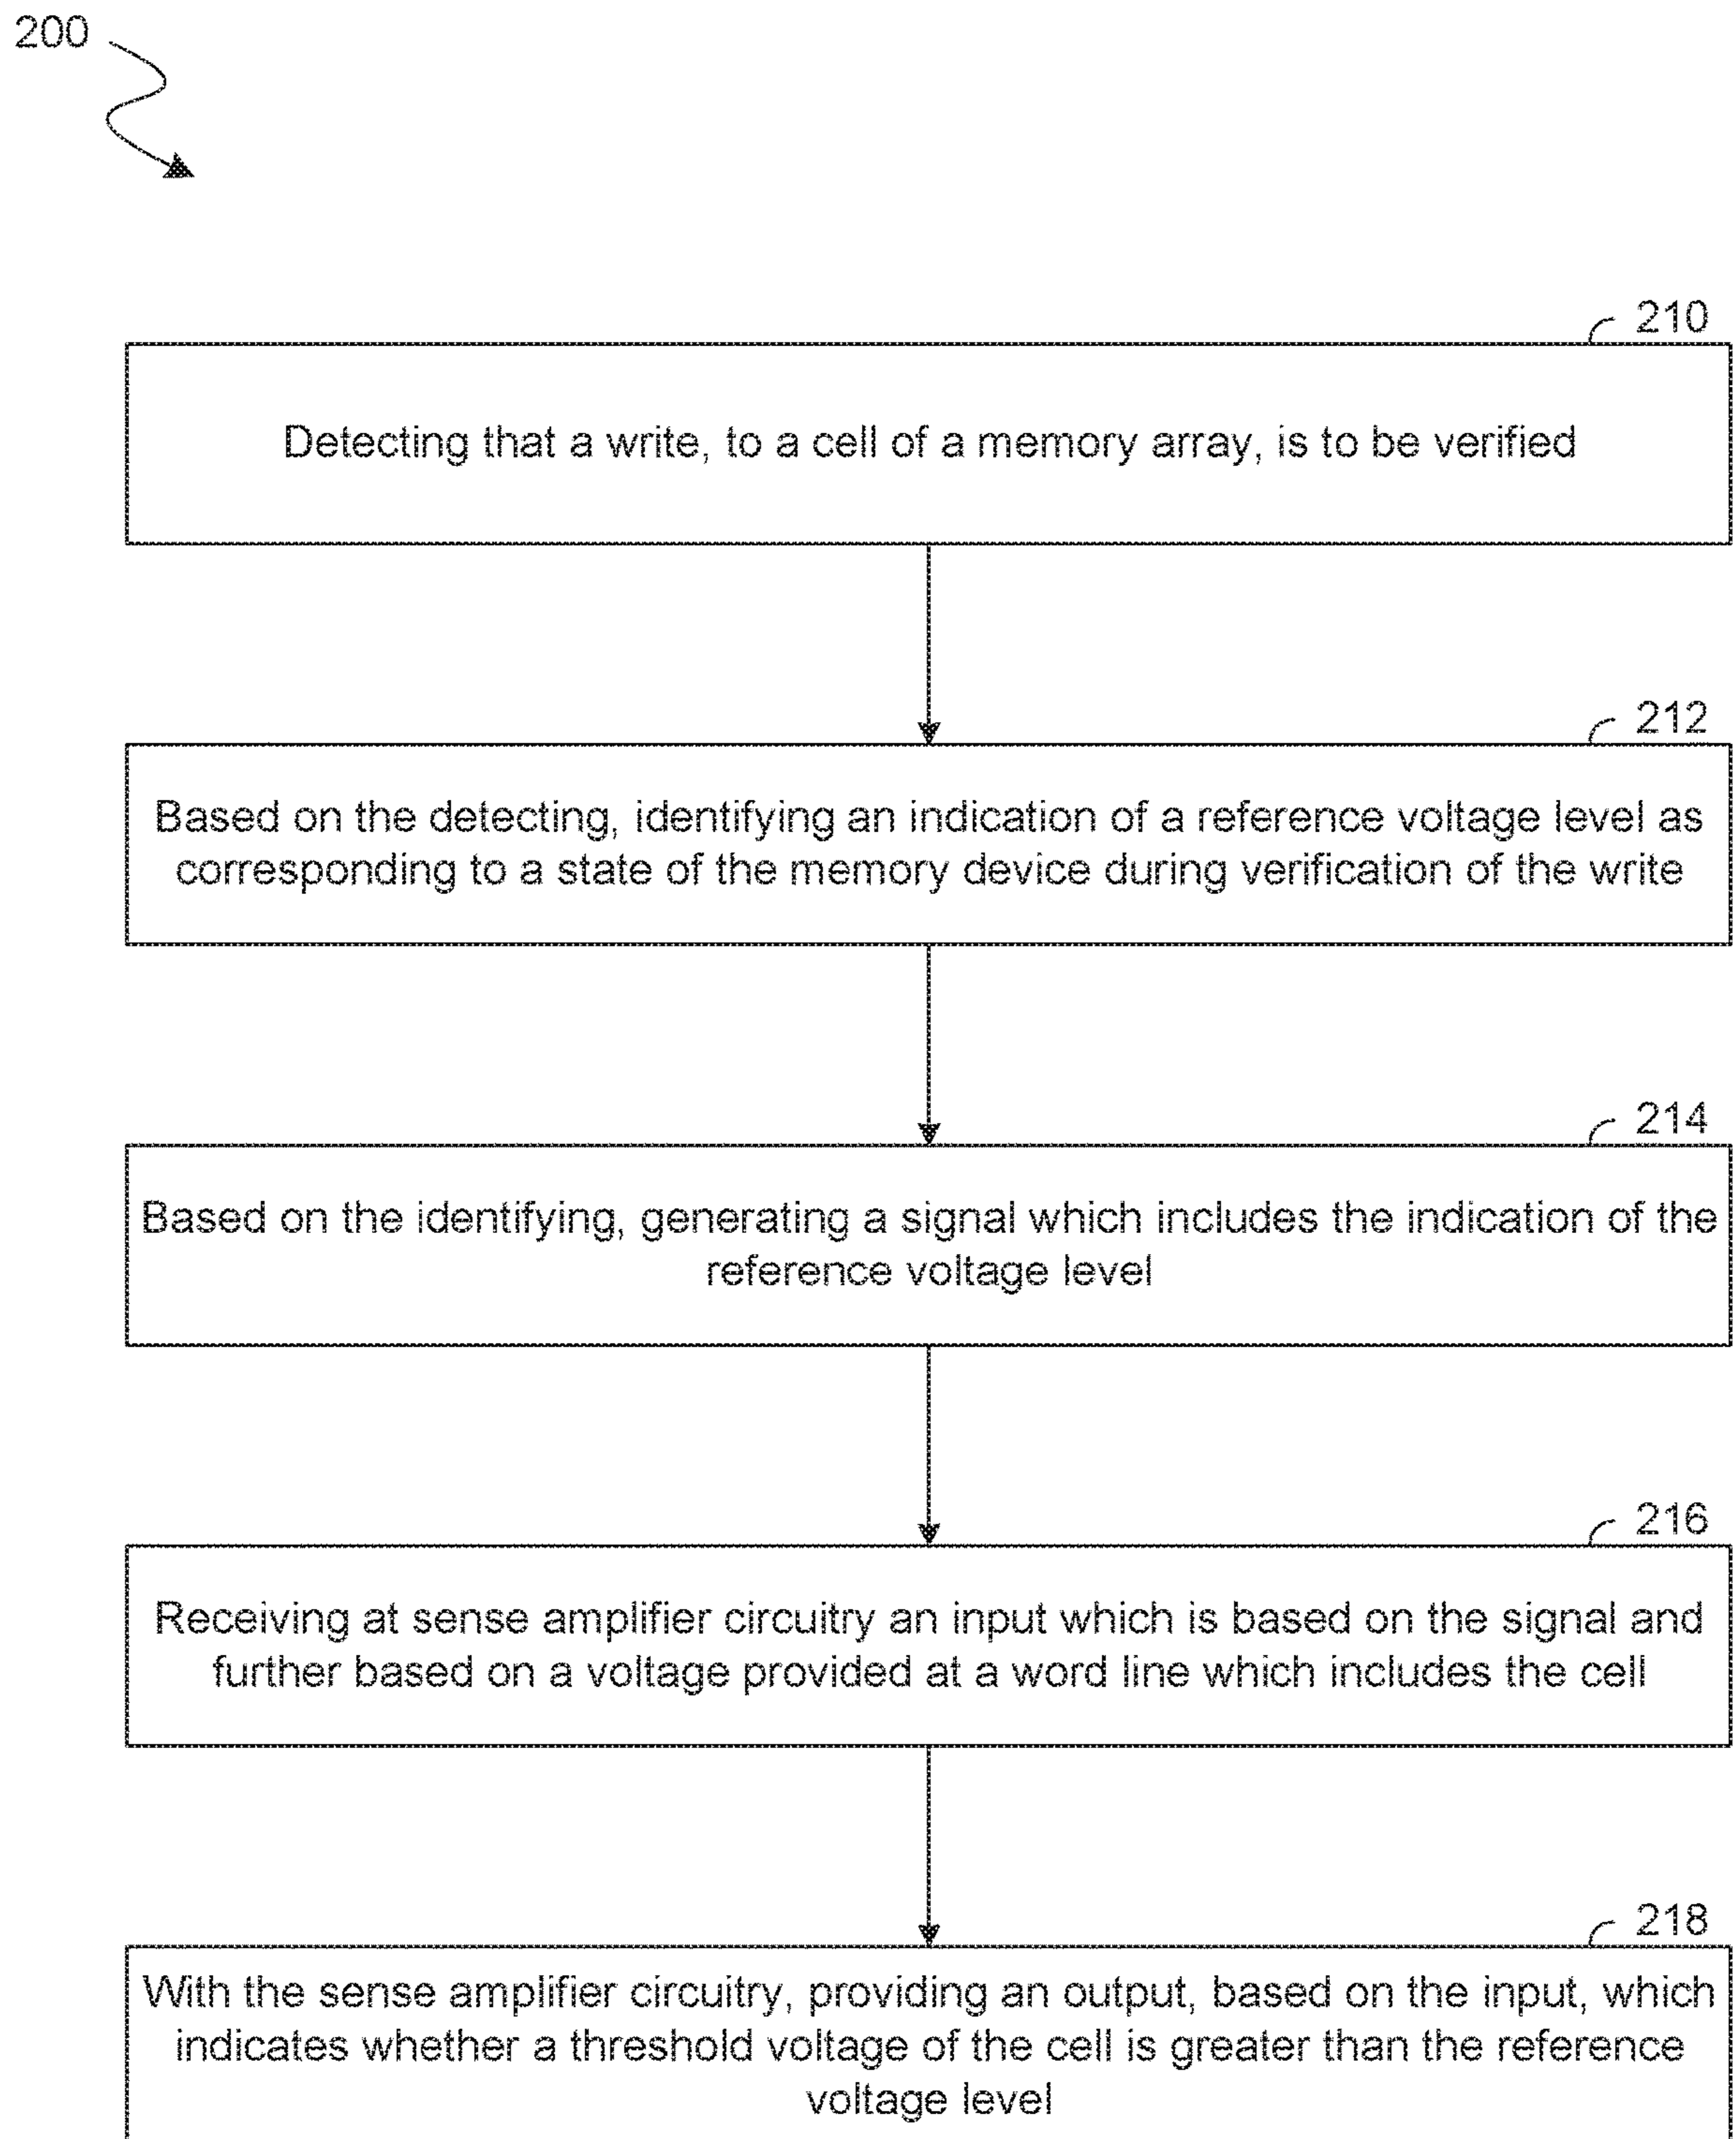 200
210
Detecting that a write, to a cell of a memory array, is to be verified
212
Based on the detecting, identifying an indication of a reference voltage level as
corresponding to a state of the memory device during verification of the write
214
Based on the identifying, generating a signal which includes the indication of the
reference voltage level
216
Receiving at sense amplifier circuitry an input which is based on the signal and
further based on a voltage provided at a word line which includes the cell
218
With the sense amplifier circuitry, providing an output, based on the input, which
indicates whether a threshold voltage of the cell is greater than the reference
voltage level